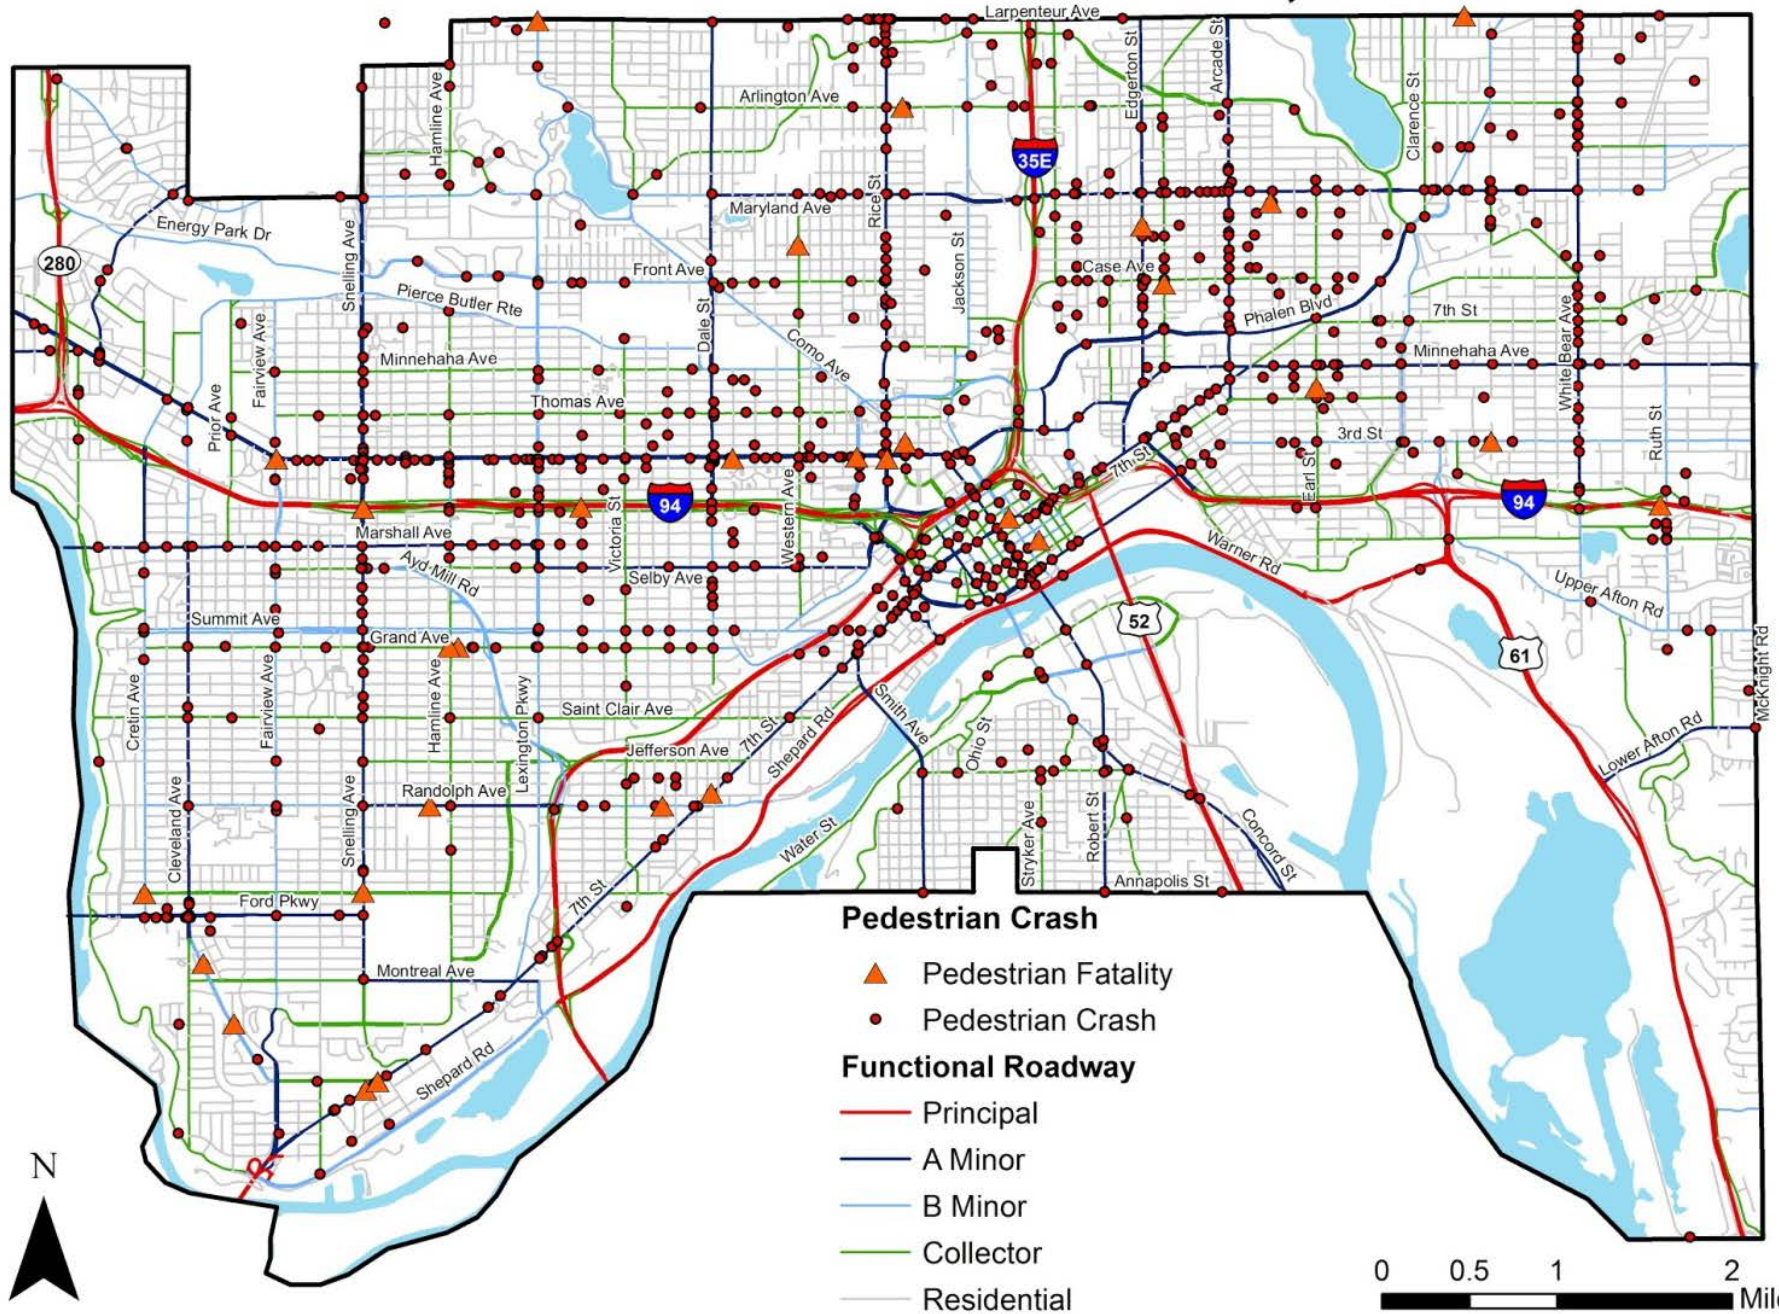 Larpenteur Ave
Edgerton St
Arcade St
Hamline Ave
Arlington Ave
Clarence St
35E
Rice St
Maryland Ave
Energy Park Dr
Snelling Ave
Jackson St
280
Front Ave
Case Ave
Pierce Butler Rte
Dale St
Phalen Blvd
7th St
Fairview Ave
Como Ave
Minnehaha Ave
Minnehaha Ave
WhiteBear Ave
Prior Ave
Thomas Ave
3rd St
Ruth St
7th St
Earl St
Victoria St
94
Western Ave
94
Marshall Ave
Ayd Mill Rd
Selby Ave
Warner Rd
Upper Afton Rd
Summit Ave
Grand Ave
52
61
McKnight Rd
Cretin Ave
Fairview Ave
Hamline Ave
Lexington Pkwy
Saint Clair Ave
Smith Ave
7th St
Shepard Rd
Ohio St
Jefferson Ave
Lower Afton Rd
Cleveland Ave
Snelling Ave
Randolph Ave
Water St
Stryker Ave
Robert St
Concord St
Annapolis St
Ford Pkwy
7th St
Montreal Ave
Shepard Rd
N
Pedestrian Crash
Pedestrian Fatality
Pedestrian Crash
Functional Roadway
Principal
A Minor
B Minor
Collector
Residential
0 0.5 1 2